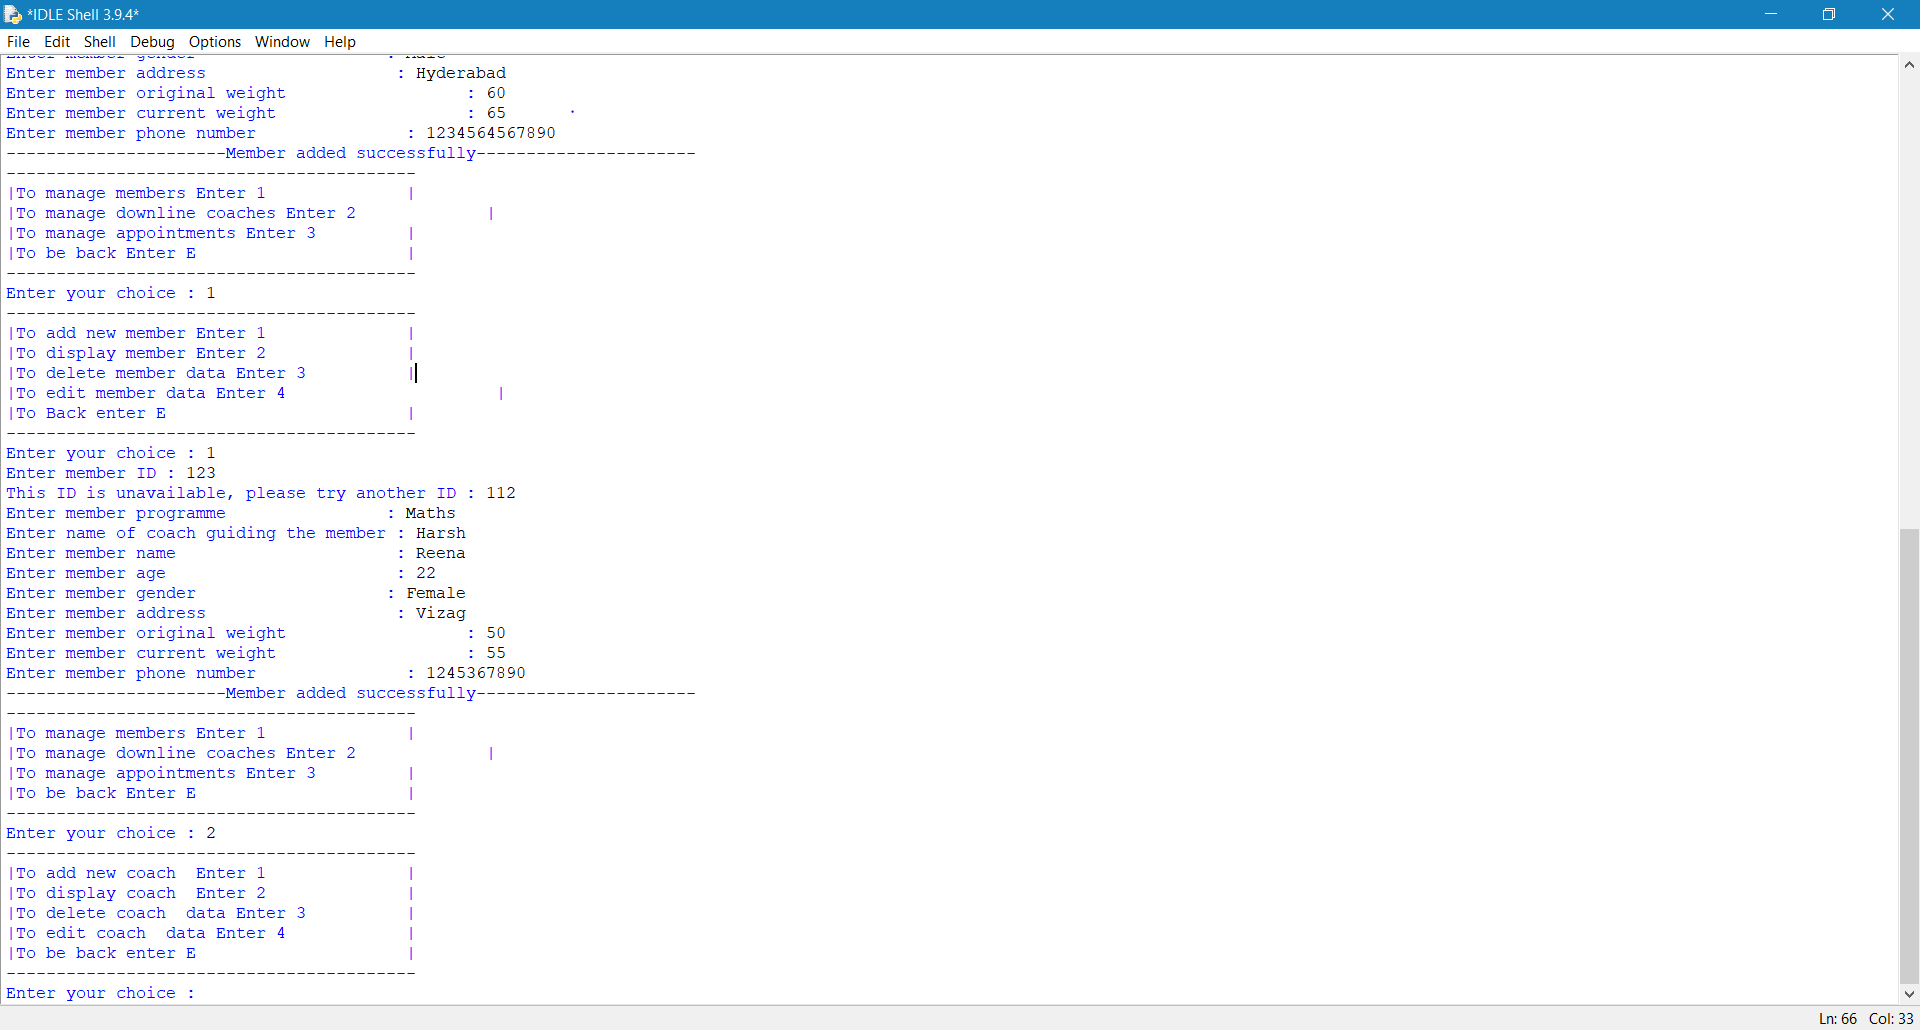 *IDLE Shell 3.9.4*
File Edit Shell Debug Options Window Help
Enter member gender : Male
Enter member address : Hyderabad
Enter member original weight : 60
Enter member current weight : 65
Enter member phone number : 1234564567890
----------------------Member added successfully----------------------
-----------------------------------------
|To manage members Enter 1 |
|To manage downline coaches Enter 2 |
|To manage appointments Enter 3 |
|To be back Enter E |
-----------------------------------------
Enter your choice : 1
-----------------------------------------
|To add new member Enter 1 |
|To display member Enter 2 |
|To delete member data Enter 3 |
|To edit member data Enter 4 |
|To Back enter E |
-----------------------------------------
Enter your choice : 1
Enter member ID : 123
This ID is unavailable, please try another ID : 112
Enter member programme : Maths
Enter name of coach guiding the member : Harsh
Enter member name : Reena
Enter member age : 22
Enter member gender : Female
Enter member address : Vizag
Enter member original weight : 50
Enter member current weight : 55
Enter member phone number : 1245367890
----------------------Member added successfully----------------------
-----------------------------------------
|To manage members Enter 1 |
|To manage downline coaches Enter 2 |
|To manage appointments Enter 3 |
|To be back Enter E |
-----------------------------------------
Enter your choice : 2
-----------------------------------------
|To add new coach  Enter 1 |
|To display coach  Enter 2 |
|To delete coach  data Enter 3 |
|To edit coach  data Enter 4 |
|To be back enter E |
-----------------------------------------
Enter your choice :
Ln: 66 Col: 33